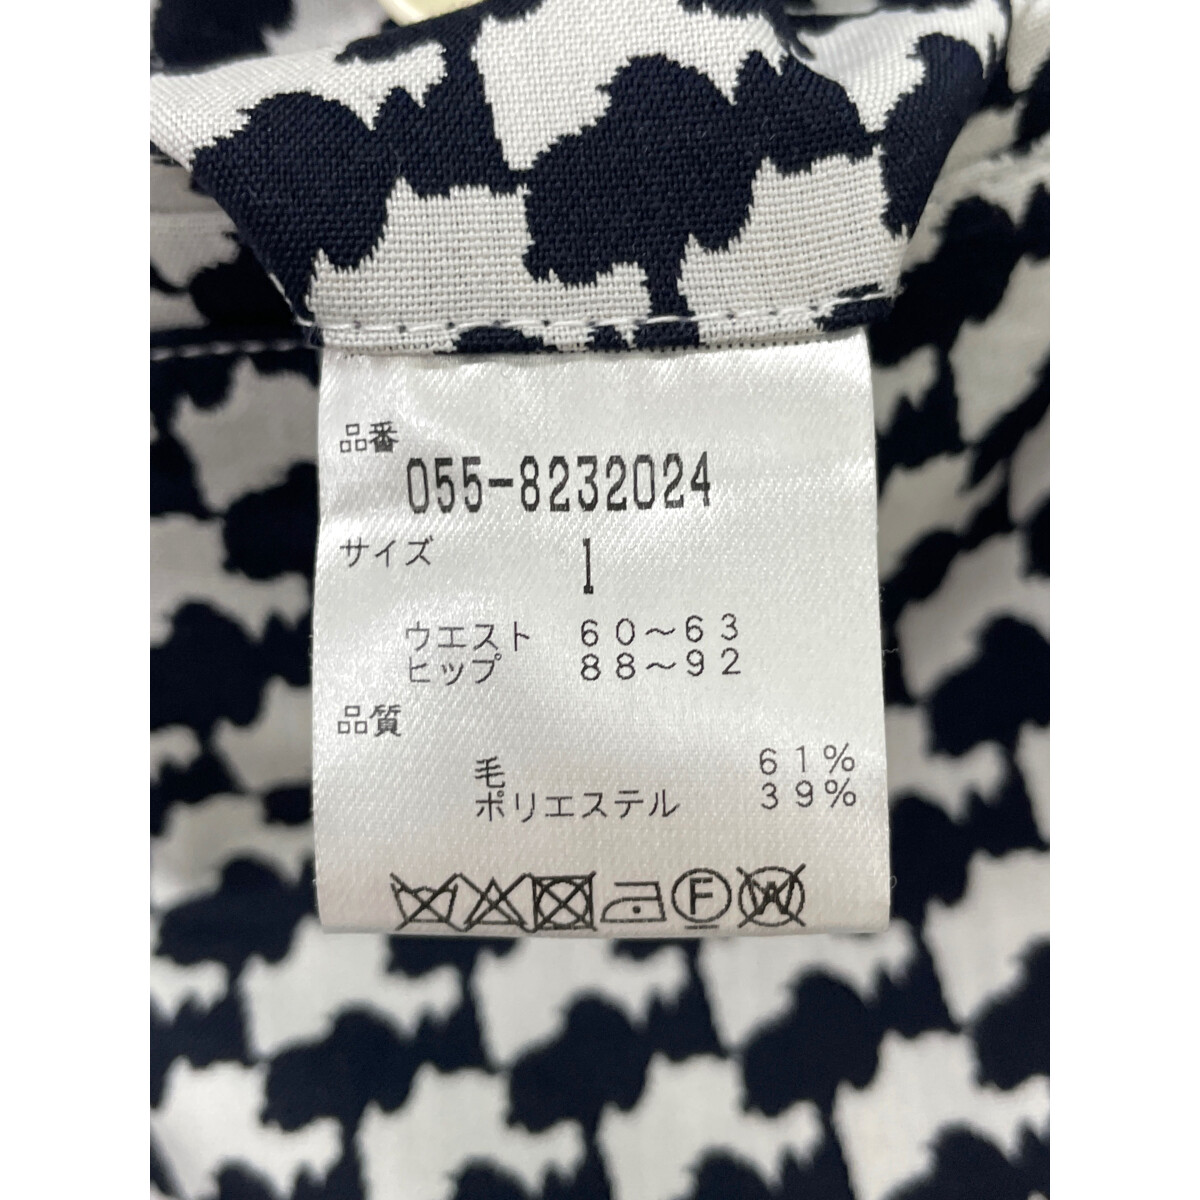 品番
055-8232024
サイズ 1
ウエスト 60〜63
ヒップ 88〜92
品質
毛 61%
ポリエステル 39%
F W